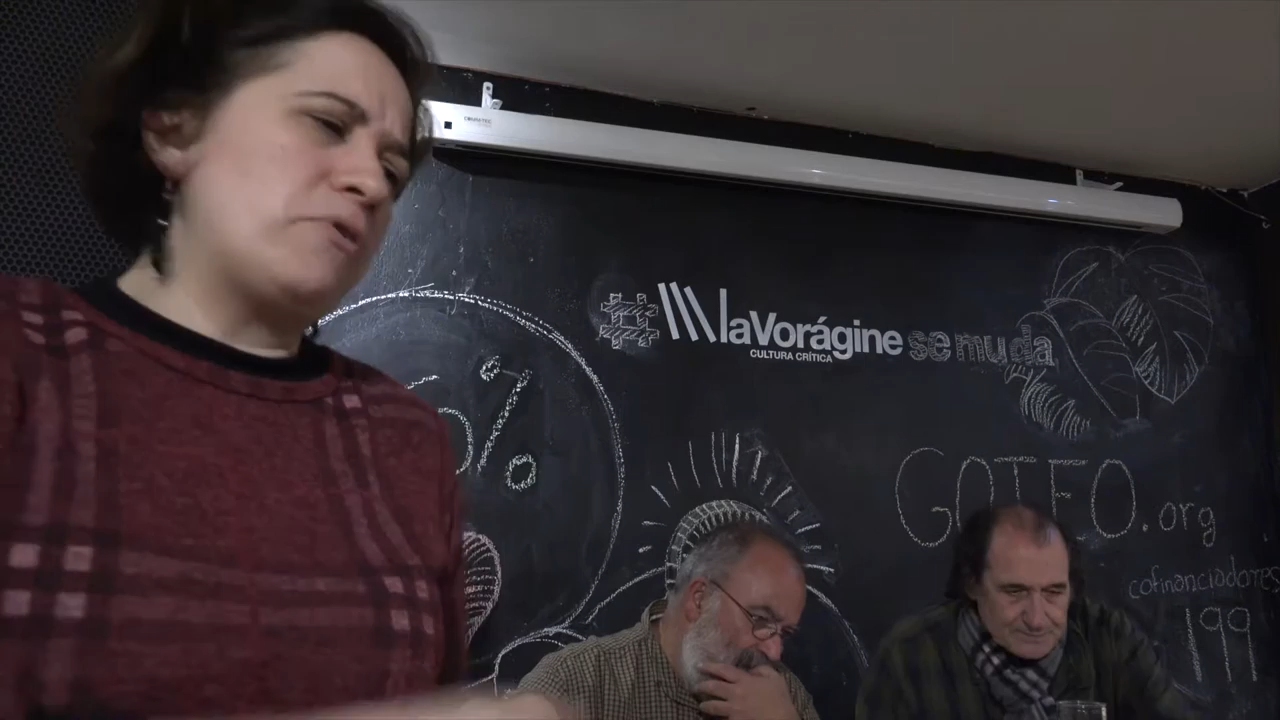 #laVorágine se muda
CULTURA CRÍTICA
%
GOTEO.org
cofinanciadores
199